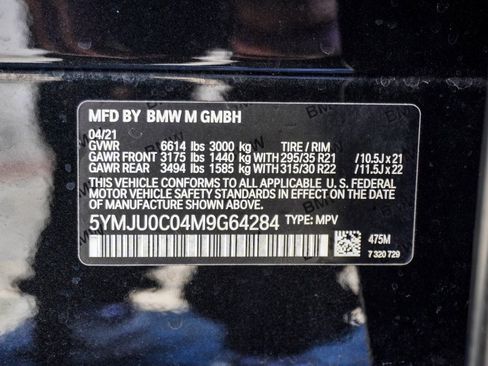 MFD BY BMW M GMBH
04/21
GVWR 6614 lbs 3000 kg TIRE / RIM
GAWR FRONT 3175 lbs 1440 kg WITH 295/35 R21 /10.5J x 21
GAWR REAR 3494 lbs 1585 kg WITH 315/30 R22 /11.5J x 22
THIS VEHICLE CONFORMS TO ALL APPLICABLE U.S. FEDERAL
MOTOR VEHICLE SAFETY STANDARDS IN EFFECT ON THE
DATE OF MANUFACTURE SHOWN ABOVE.
5YMJU0C04M9G64284 TYPE: MPV
475M
7 320 729